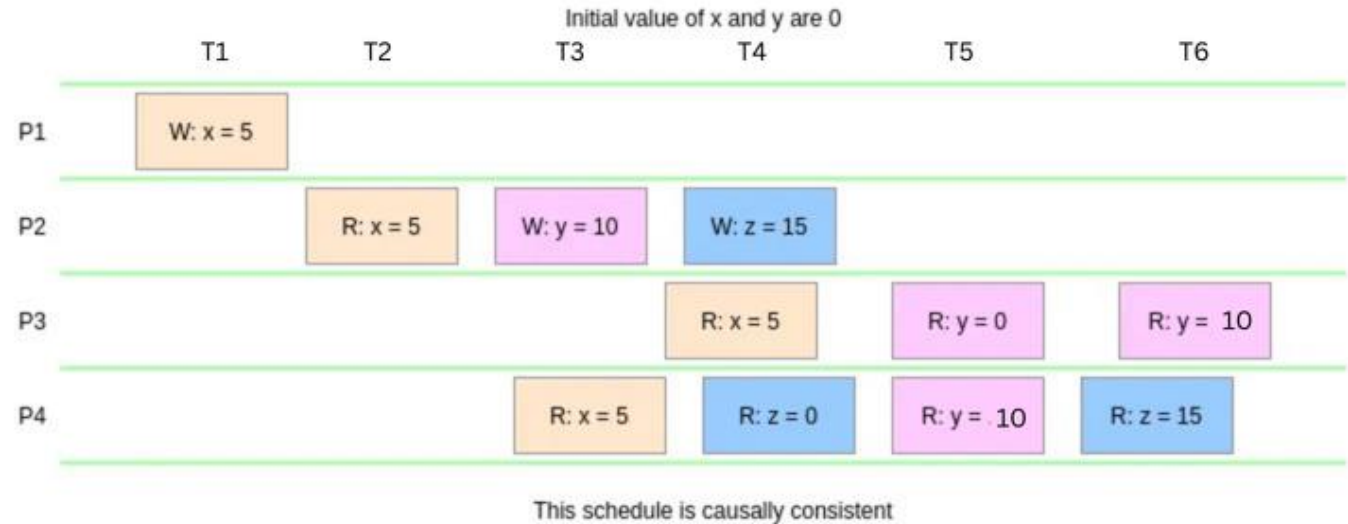 Initial value of x and y are 0
T1 T2 T3 T4 T5 T6
P1 W: x = 5
P2 R: x = 5 W: y = 10 W: z = 15
P3 R: x = 5 R: y = 0 R: y = 10
P4 R: x = 5 R: z = 0 R: y = 10 R: z = 15
This schedule is causally consistent